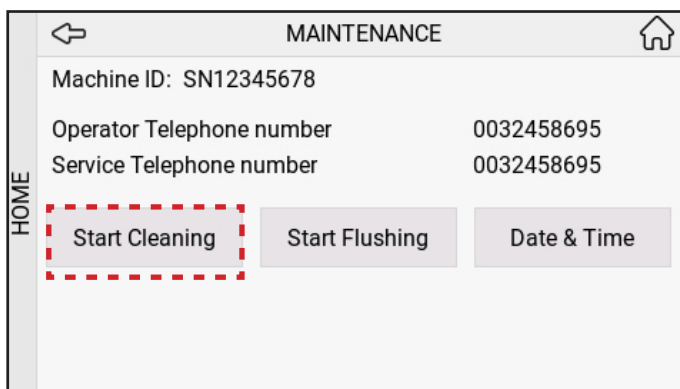 MAINTENANCE
HOME
Machine ID: SN12345678
Operator Telephone number 0032458695
Service Telephone number 0032458695
Start Cleaning Start Flushing Date & Time